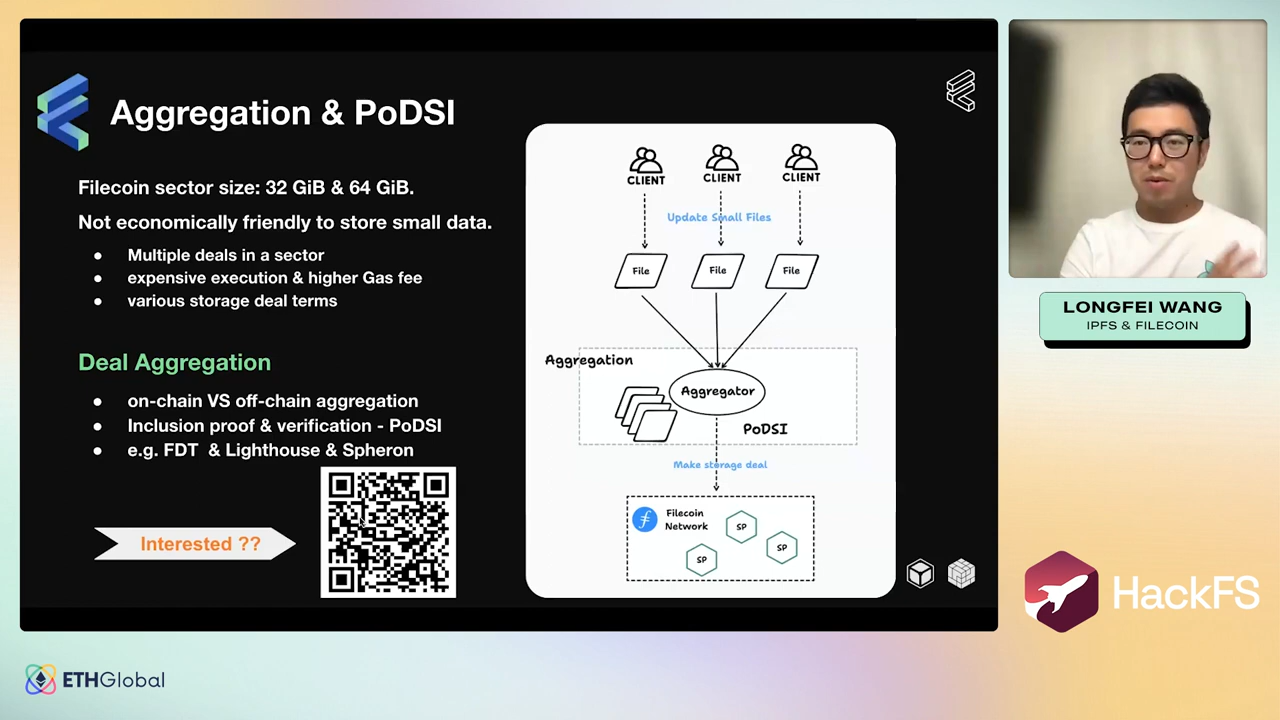 Aggregation & PoDSI
Filecoin sector size: 32 GiB & 64 GiB.
Not economically friendly to store small data.
● Multiple deals in a sector
● expensive execution & higher Gas fee
● various storage deal terms
Deal Aggregation
● on-chain VS off-chain aggregation
● Inclusion proof & verification - PoDSI
● e.g. FDT & Lighthouse & Spheron
Interested ??
CLIENT CLIENT CLIENT
Update Small Files
File File File
Aggregation
Aggregator
PoDSI
Make storage deal
Filecoin
Network
SP
SP
SP
LONGFEI WANG
IPFS & FILECOIN
HackFS
ETHGlobal